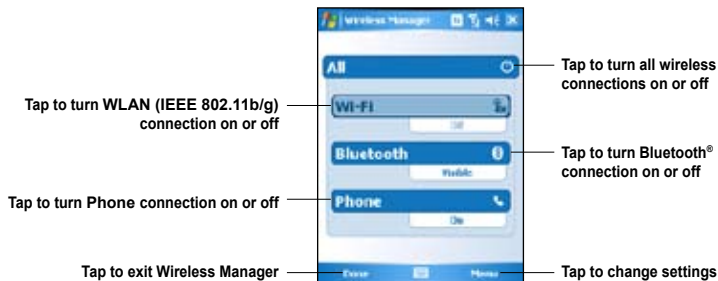 Wireless Manager
All
Tap to turn all wireless
connections on or off
Wi-Fi
Tap to turn WLAN (IEEE 802.11b/g)
connection on or off
Off
Bluetooth
Tap to turn Bluetooth®
connection on or off
Visible
Phone
Tap to turn Phone connection on or off
On
Tap to exit Wireless Manager
Done
Menu
Tap to change settings